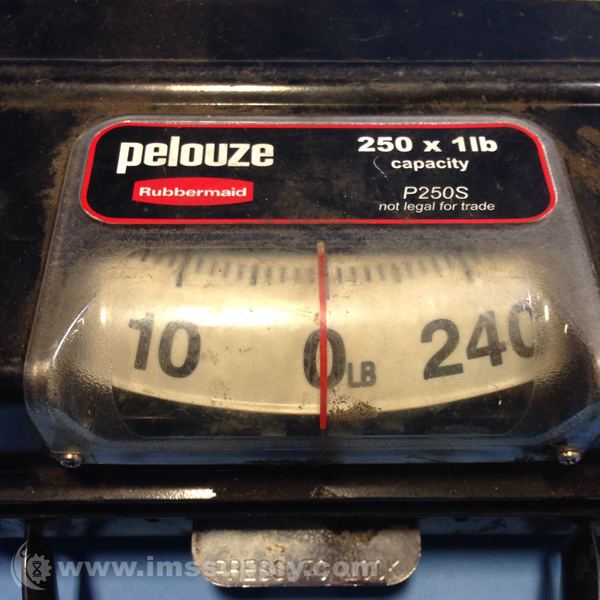 pelouze
Rubbermaid
250 x 1lb
capacity
P250S
not legal for trade
10 0LB 240
www.imssupply.com